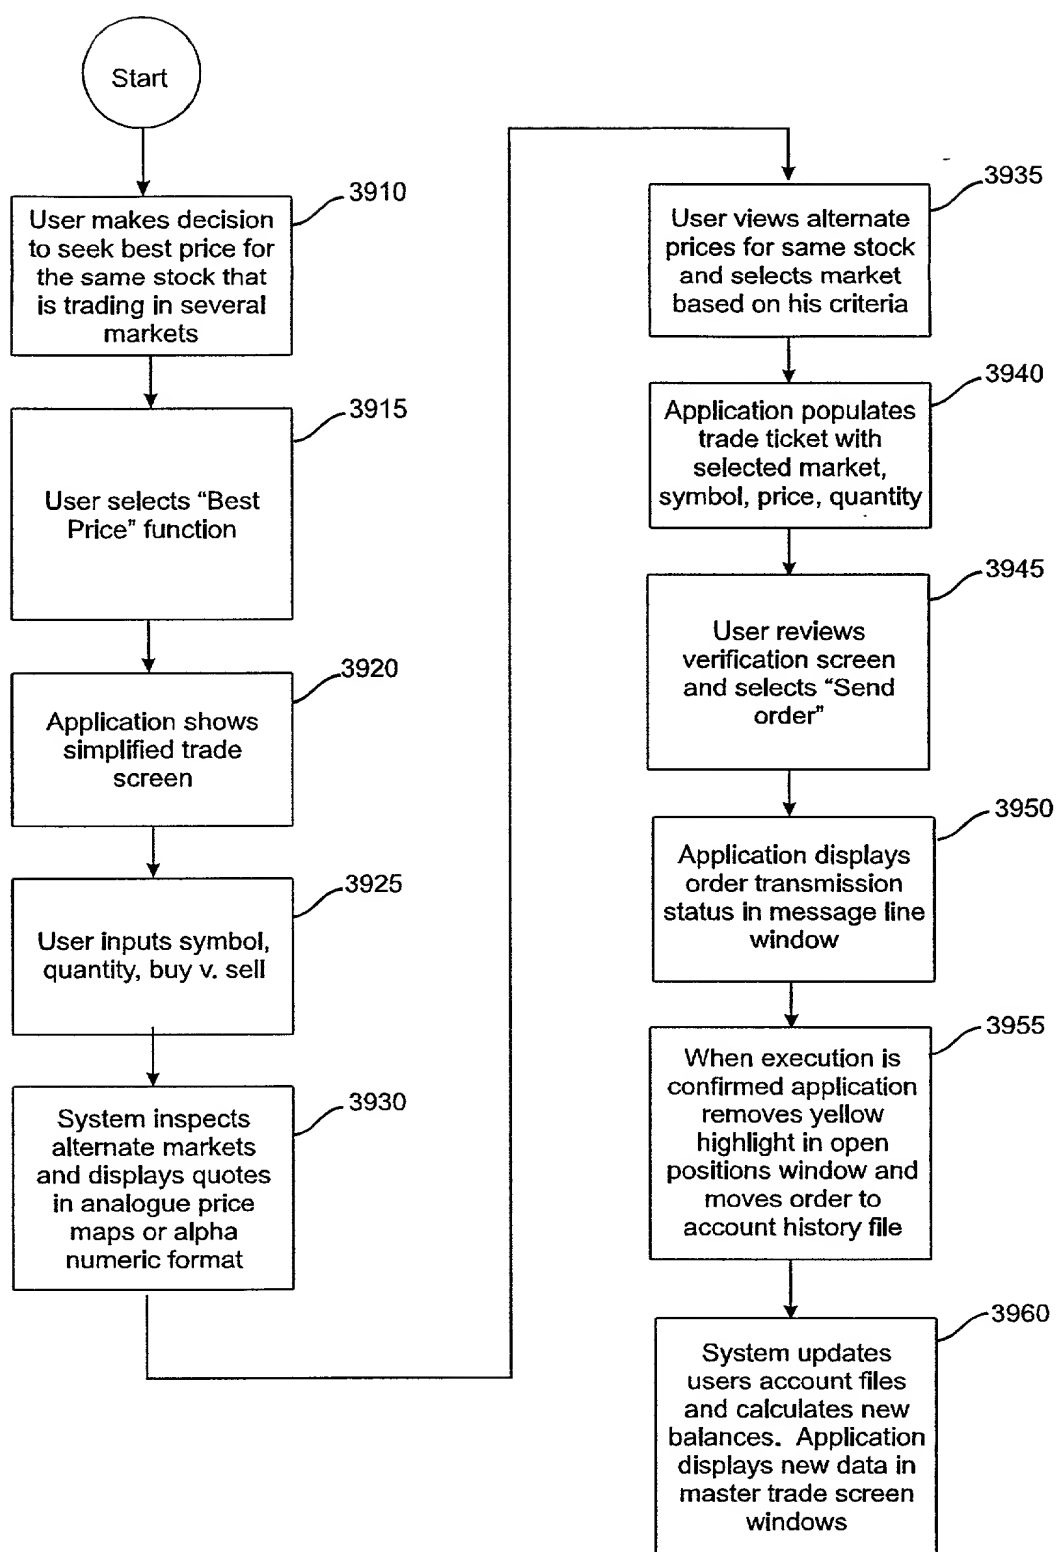 Start
3910
User makes decision
to seek best price for
the same stock that
is trading in several
markets
3915
User selects “Best
Price” function
3920
Application shows
simplified trade
screen
3925
User inputs symbol,
quantity, buy v. sell
3930
System inspects
alternate markets
and displays quotes
in analogue price
maps or alpha
numeric format
3935
User views alternate
prices for same stock
and selects market
based on his criteria
3940
Application populates
trade ticket with
selected market,
symbol, price, quantity
3945
User reviews
verification screen
and selects “Send
order”
3950
Application displays
order transmission
status in message line
window
3955
When execution is
confirmed application
removes yellow
highlight in open
positions window and
moves order to
account history file
3960
System updates
users account files
and calculates new
balances. Application
displays new data in
master trade screen
windows